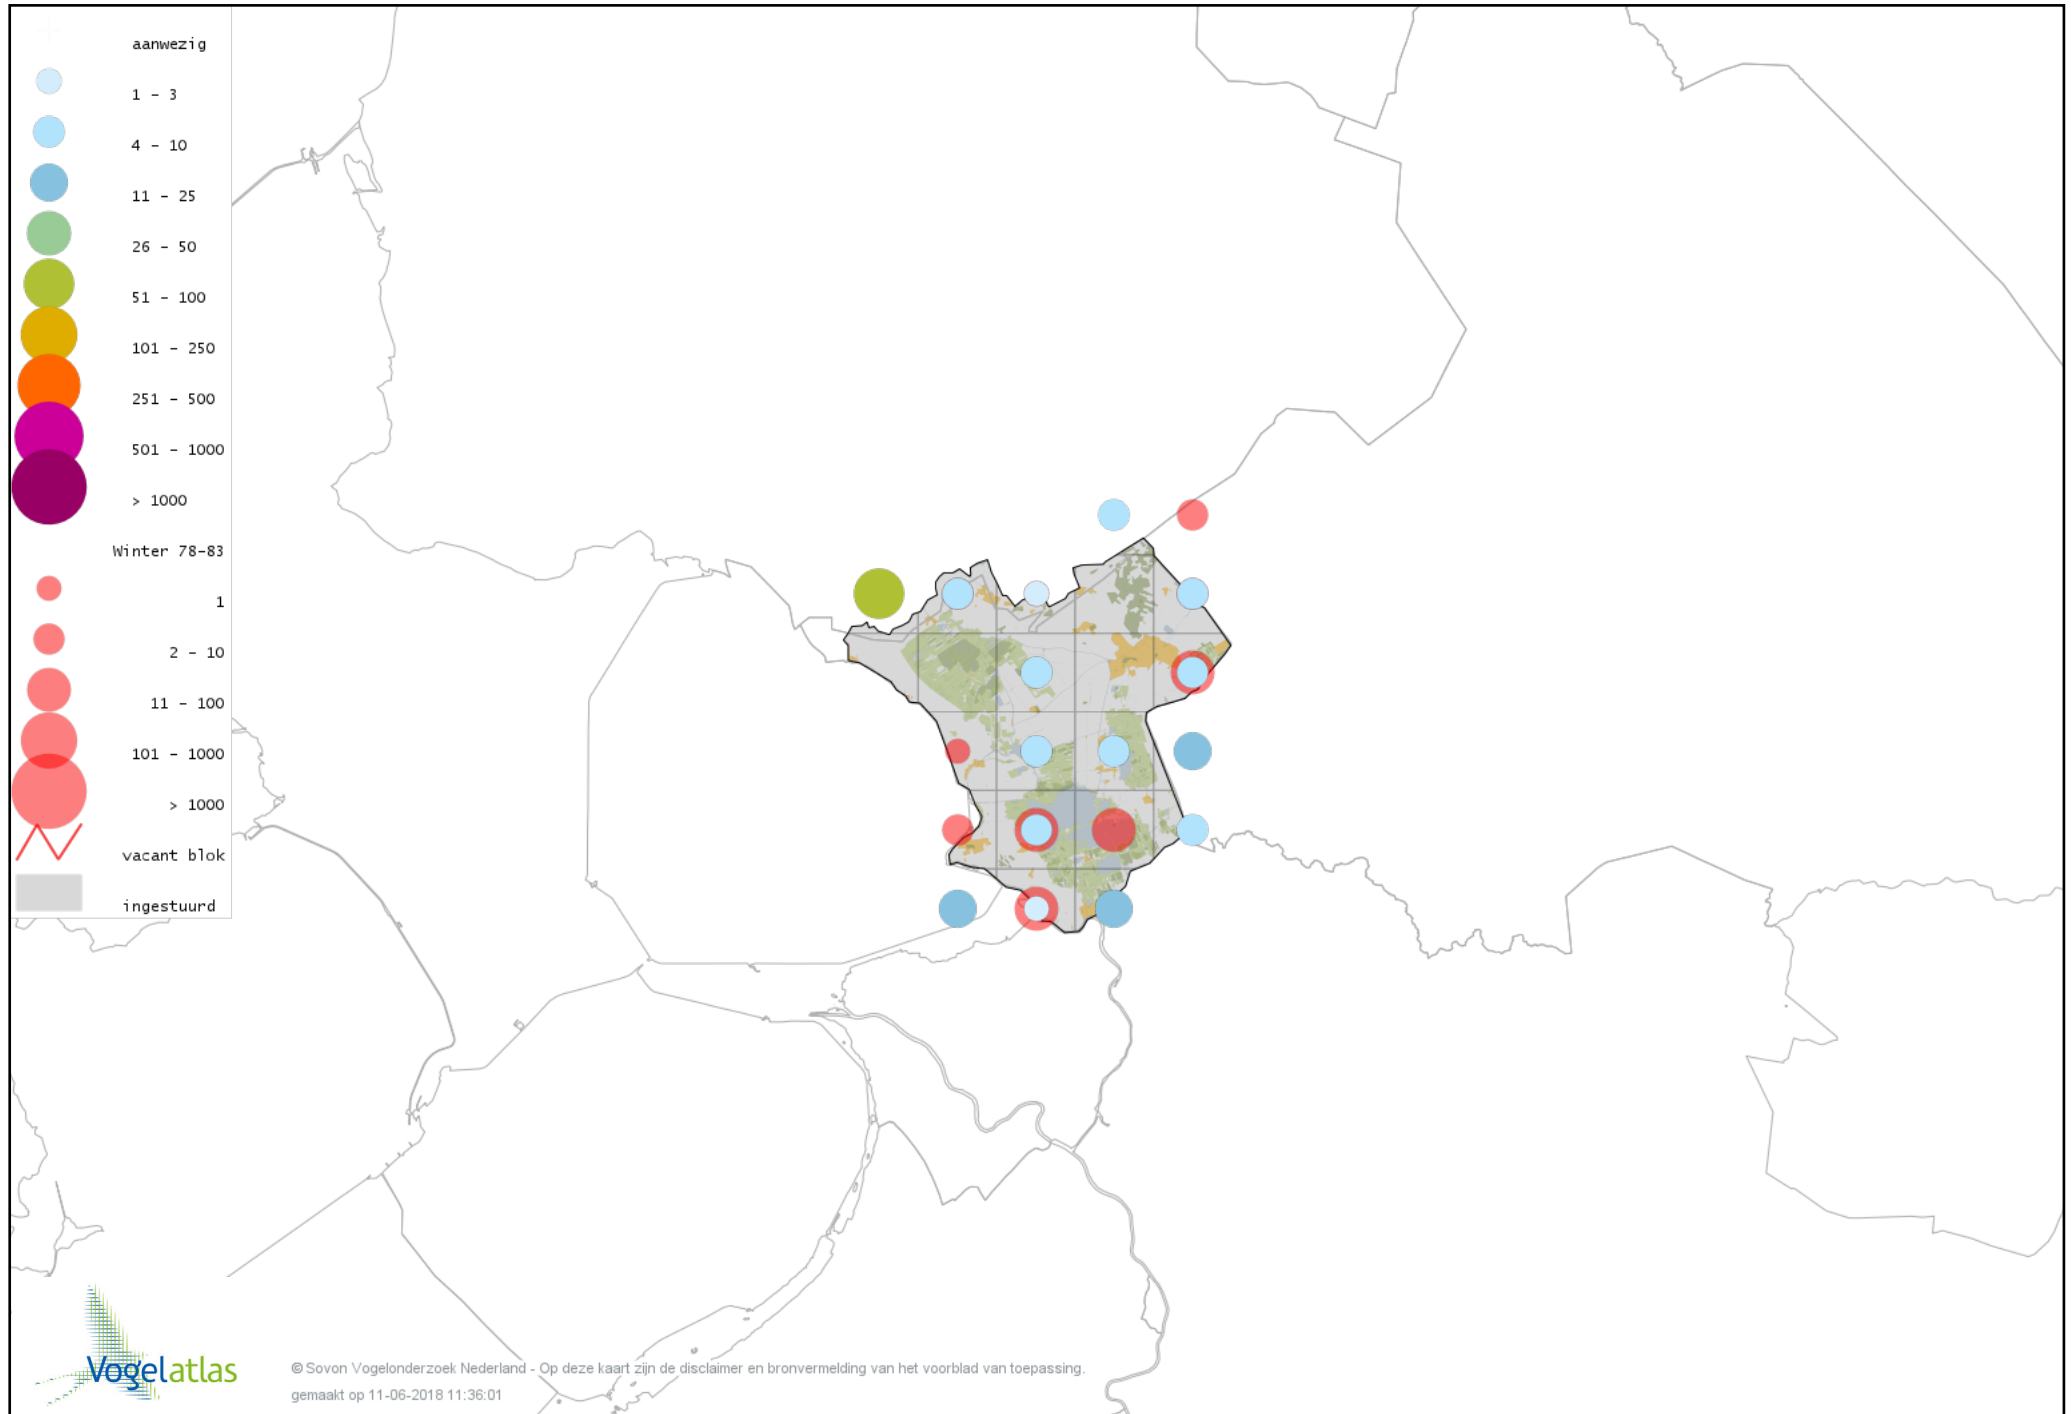 aanwezig
1 - 3
4 - 10
11 - 25
26 - 50
51 - 100
101 - 250
251 - 500
501 - 1000
> 1000
Winter 78-83
1
2 - 10
11 - 100
101 - 1000
> 1000
vacant blok
ingestuurd
Vogelatlas
© Sovon Vogelonderzoek Nederland - Op deze kaart zijn de disclaimer en bronvermelding van het voorblad van toepassing.
gemaakt op 11-06-2018 11:36:01